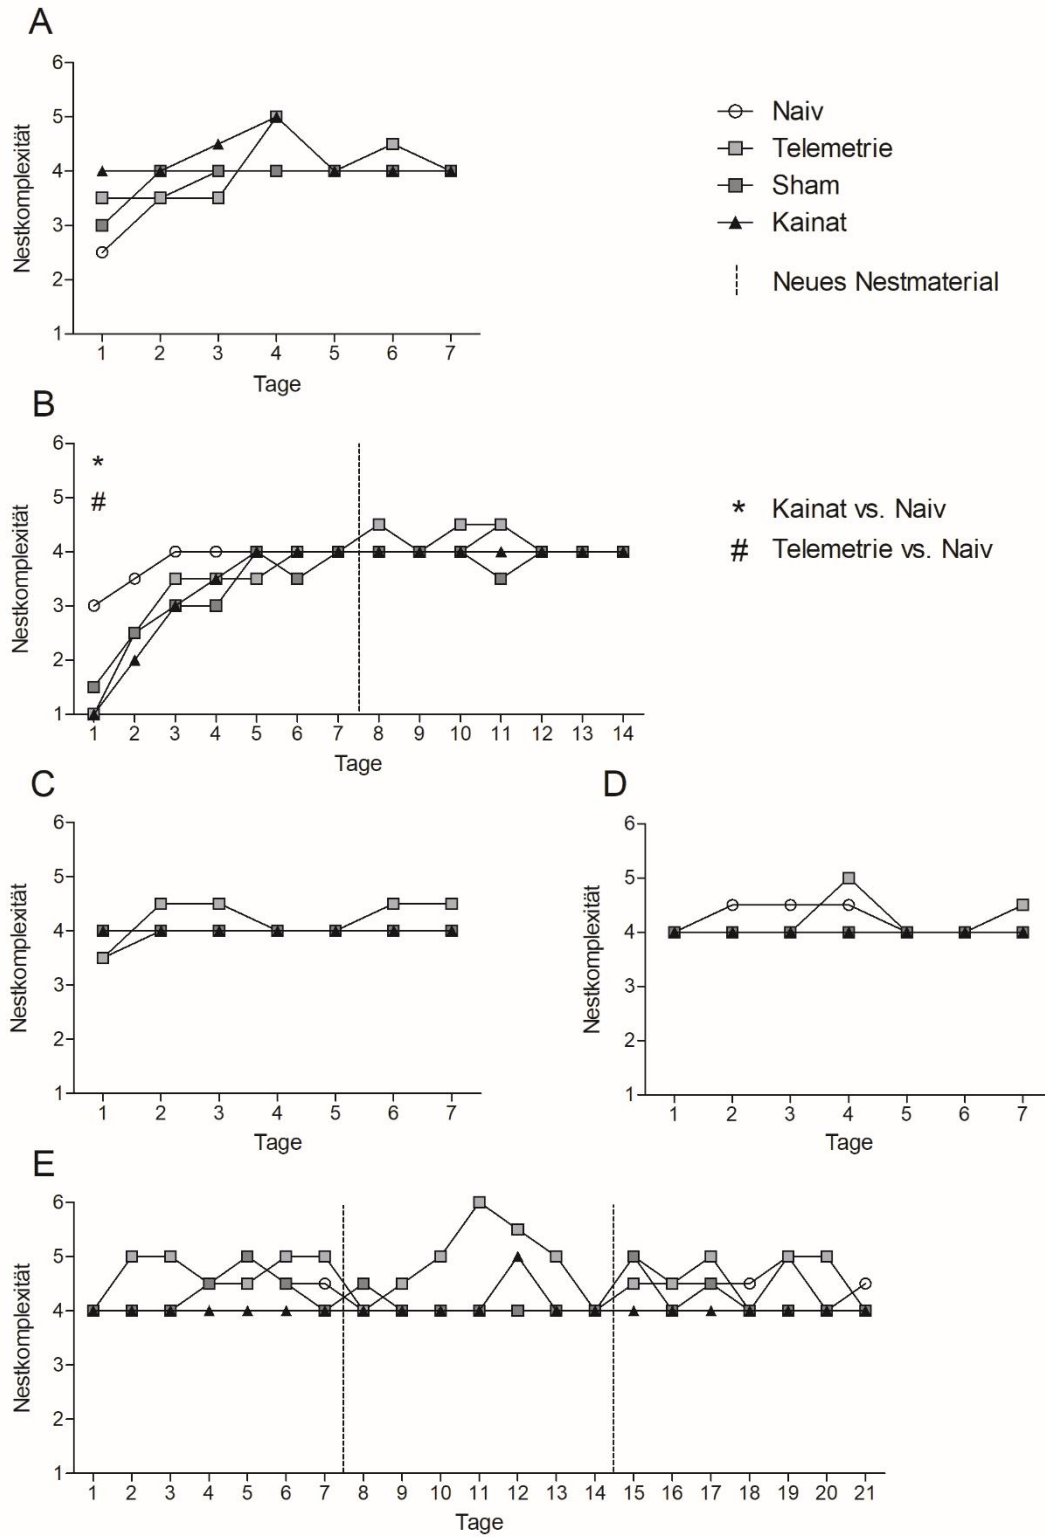 A
6
5
4
3
2
1
Nestkomplexität
1 2 3 4 5 6 7
Tage
Naiv
Telemetrie
Sham
Kainat
Neues Nestmaterial
B
6
5
4
3
2
1
Nestkomplexität
*
#
1 2 3 4 5 6 7 8 9 10 11 12 13 14
Tage
* Kainat vs. Naiv
# Telemetrie vs. Naiv
C
6
5
4
3
2
1
Nestkomplexität
1 2 3 4 5 6 7
Tage
D
6
5
4
3
2
1
Nestkomplexität
1 2 3 4 5 6 7
Tage
E
6
5
4
3
2
1
Nestkomplexität
1 2 3 4 5 6 7 8 9 10 11 12 13 14 15 16 17 18 19 20 21
Tage